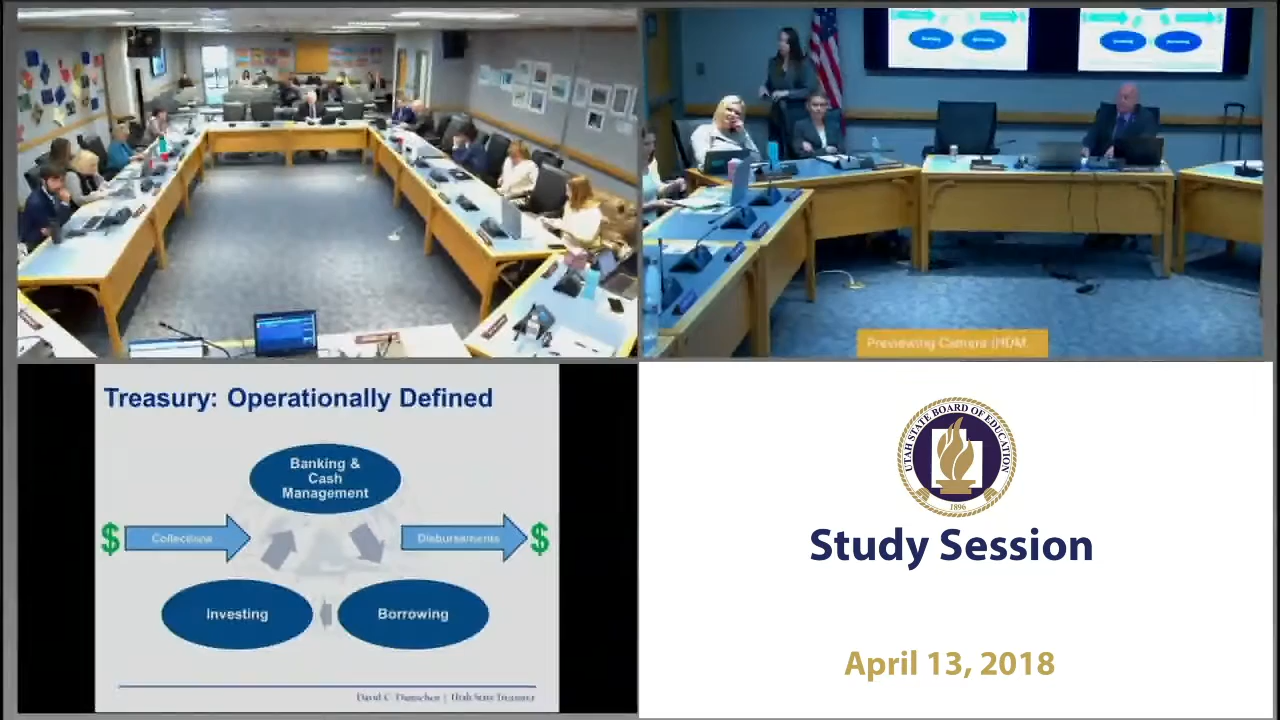 Previewing Camera (HDM.
Treasury: Operationally Defined
Banking &
Cash
Management
$
Collections
Disbursements
$
Investing
Borrowing
David C. Damschen | Utah State Treasurer
UTAH STATE BOARD OF EDUCATION
1896
Study Session
April 13, 2018